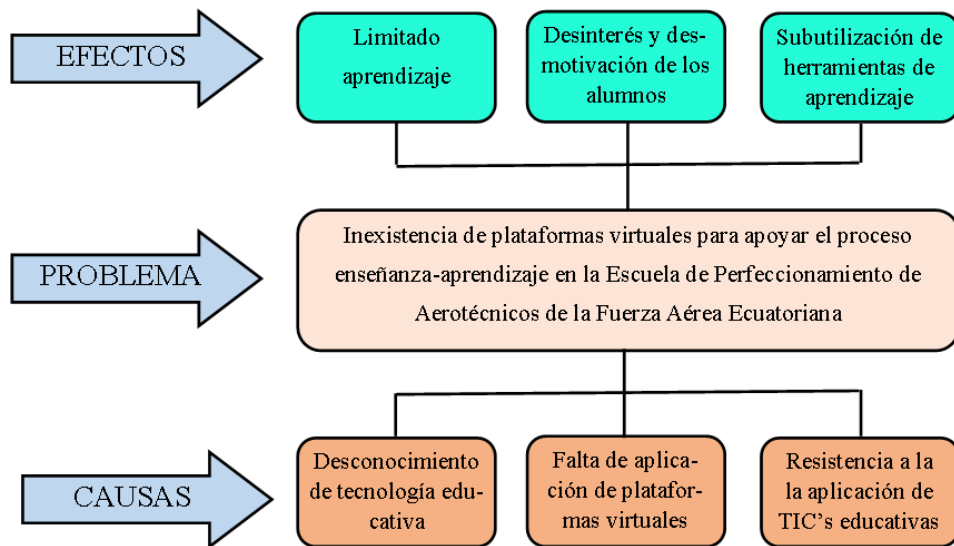 EFECTOS
Limitado
aprendizaje
Desinterés y des-
motivación de los
alumnos
Subutilización de
herramientas de
aprendizaje
PROBLEMA
Inexistencia de plataformas virtuales para apoyar el proceso
enseñanza-aprendizaje en la Escuela de Perfeccionamiento de
Aerotécnicos de la Fuerza Aérea Ecuatoriana
CAUSAS
Desconocimiento
de tecnología edu-
cativa
Falta de aplica-
ción de platafor-
mas virtuales
Resistencia a la
la aplicación de
TIC’s educativas